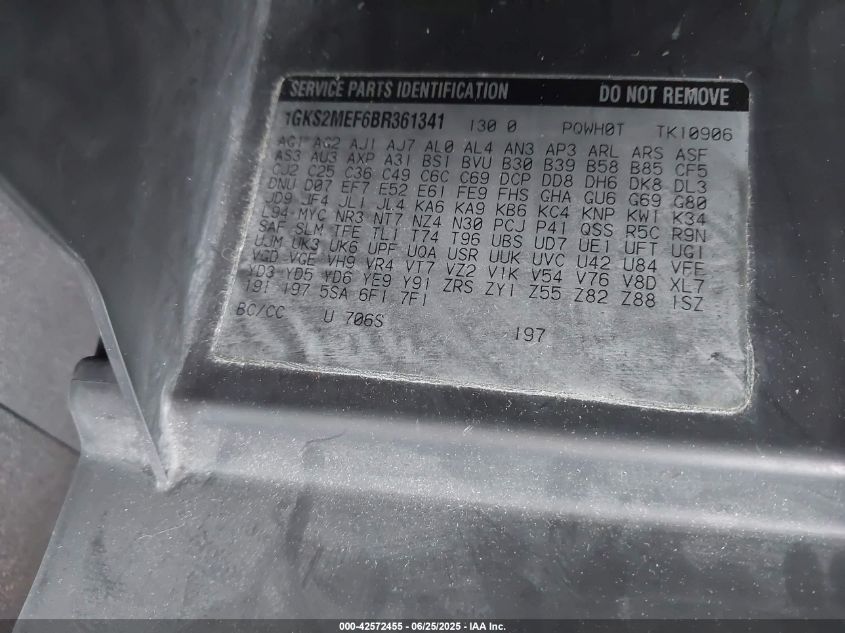 SERVICE PARTS IDENTIFICATION DO NOT REMOVE
1GKS2MEF6BR361341 130 0 PQWH0T TK10906
AG1 AG2 AJ1 AJ7 AL0 AL4 AN3 AP3 ARL ARS ASF
AS3 AU3 AXP A31 BS1 BVU B30 B39 B58 B85 CF5
CJ2 C25 C36 C49 C6C C69 DCP DD8 DH6 DK8 DL3
DNU D07 EF7 E52 E61 FE9 FHS GHA GU6 G69 G80
JD9 JF4 JL1 JL4 KA6 KA9 KB6 KC4 KNP KW1 K34
L94 MYC NR3 NT7 NZ4 N30 PCJ P41 QSS R5C R9N
SAF SLM TFE TL1 T74 T96 UBS UD7 UE1 UFT UG1
UJM UK3 UK6 UPF UQA USR UUK UVC U42 U84 VFE
VGD VGE VH9 VR4 VT7 VZ2 V1K V54 V76 V8D XL7
YD3 YD5 YD6 YE9 Y91 ZRS ZY1 Z55 Z82 Z88 1SZ
191 197 5SA 6F1 7F1
BC/CC U 706S 197
000-42572455 - 06/25/2025 - IAA Inc.